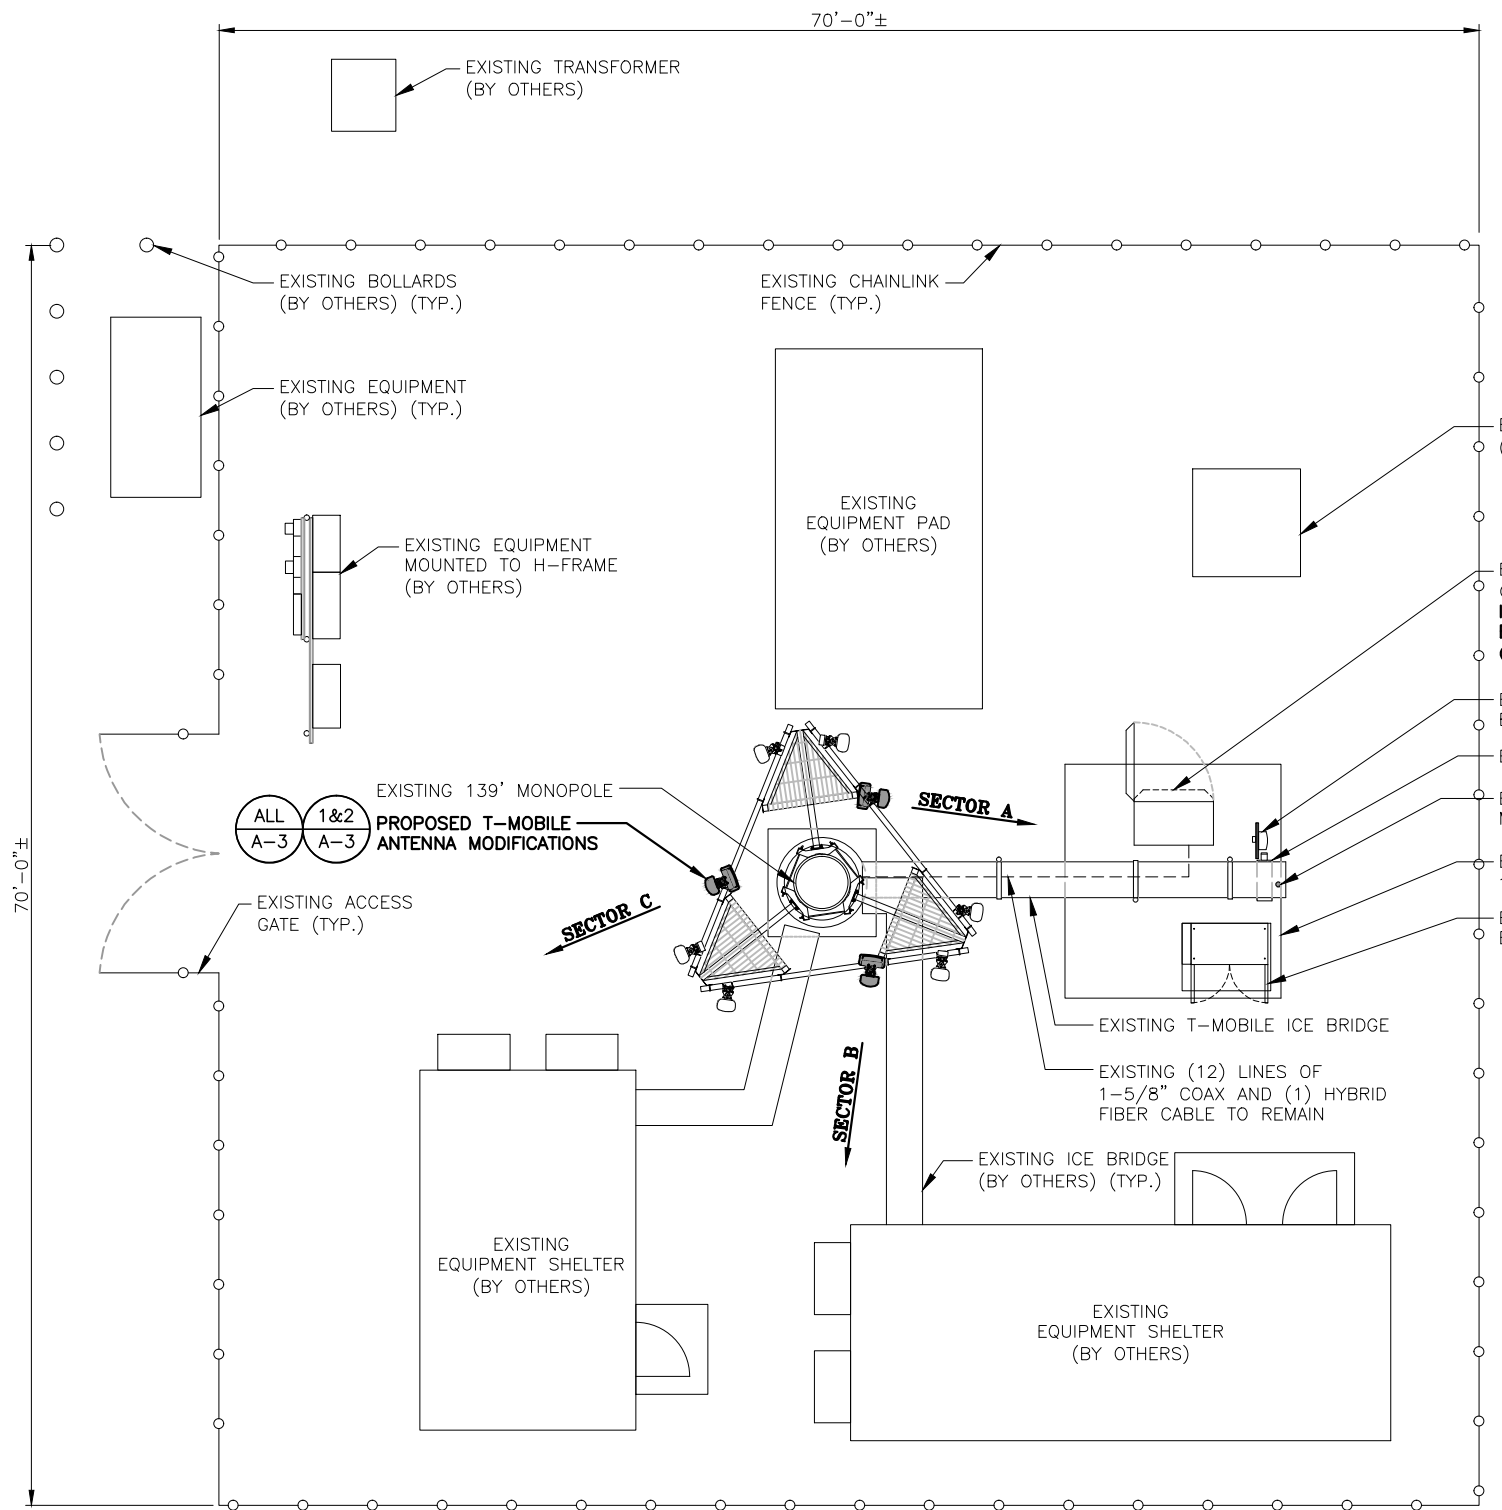 70'-0"±
EXISTING TRANSFORMER
(BY OTHERS)
EXISTING BOLLARDS
(BY OTHERS) (TYP.)
EXISTING CHAINLINK
FENCE (TYP.)
EXISTING EQUIPMENT
(BY OTHERS) (TYP.)
EXISTING
EQUIPMENT PAD
(BY OTHERS)
EXISTING EQUIPMENT
MOUNTED TO H-FRAME
(BY OTHERS)
EXISTING 139' MONOPOLE
ALL
A-3
1&2
A-3
PROPOSED T-MOBILE
ANTENNA MODIFICATIONS
SECTOR A
70'-0"±
EXISTING ACCESS
GATE (TYP.)
SECTOR C
SECTOR B
EXISTING T-MOBILE ICE BRIDGE
EXISTING (12) LINES OF
1-5/8" COAX AND (1) HYBRID
FIBER CABLE TO REMAIN
EXISTING ICE BRIDGE
(BY OTHERS) (TYP.)
EXISTING
EQUIPMENT SHELTER
(BY OTHERS)
EXISTING
EQUIPMENT SHELTER
(BY OTHERS)